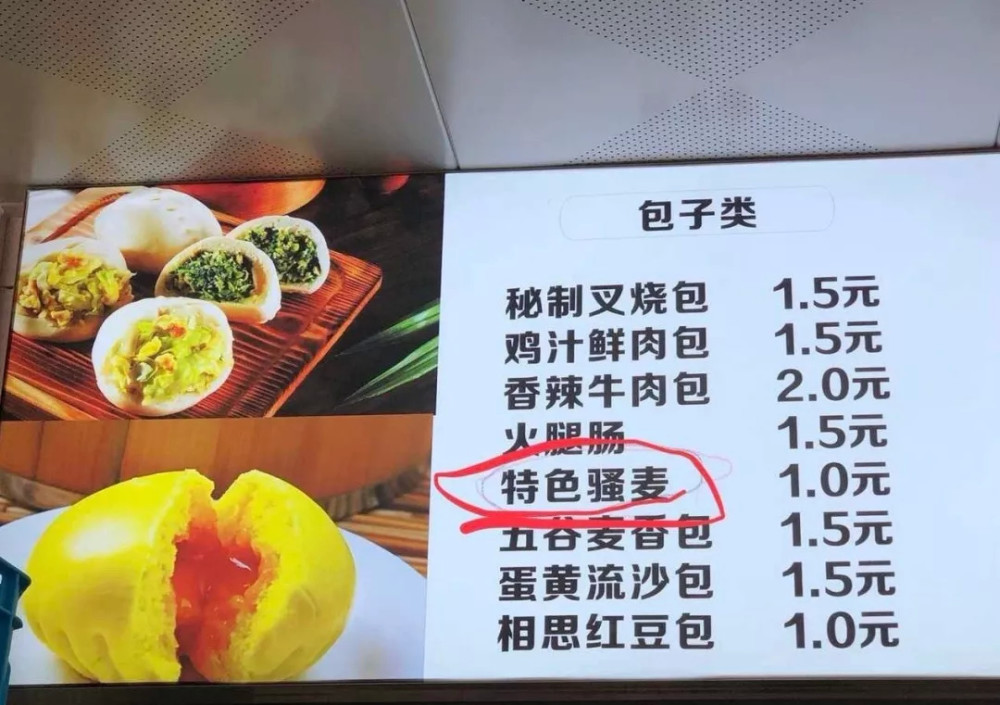 包子类
秘制叉烧包 1.5元
鸡汁鲜肉包 1.5元
香辣牛肉包 2.0元
火腿肠 1.5元
特色骚麦 1.0元
五谷麦香包 1.5元
蛋黄流沙包 1.5元
相思红豆包 1.0元